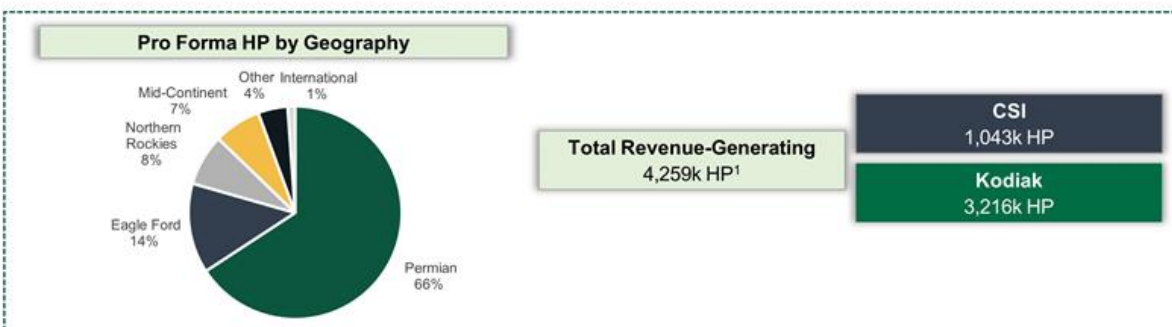 Pro Forma HP by Geography
Other
4%
International
1%
Mid-Continent
7%
Northern
Rockies
8%
Eagle Ford
14%
Permian
66%
Total Revenue-Generating
4,259k HP¹
CSI
1,043k HP
Kodiak
3,216k HP